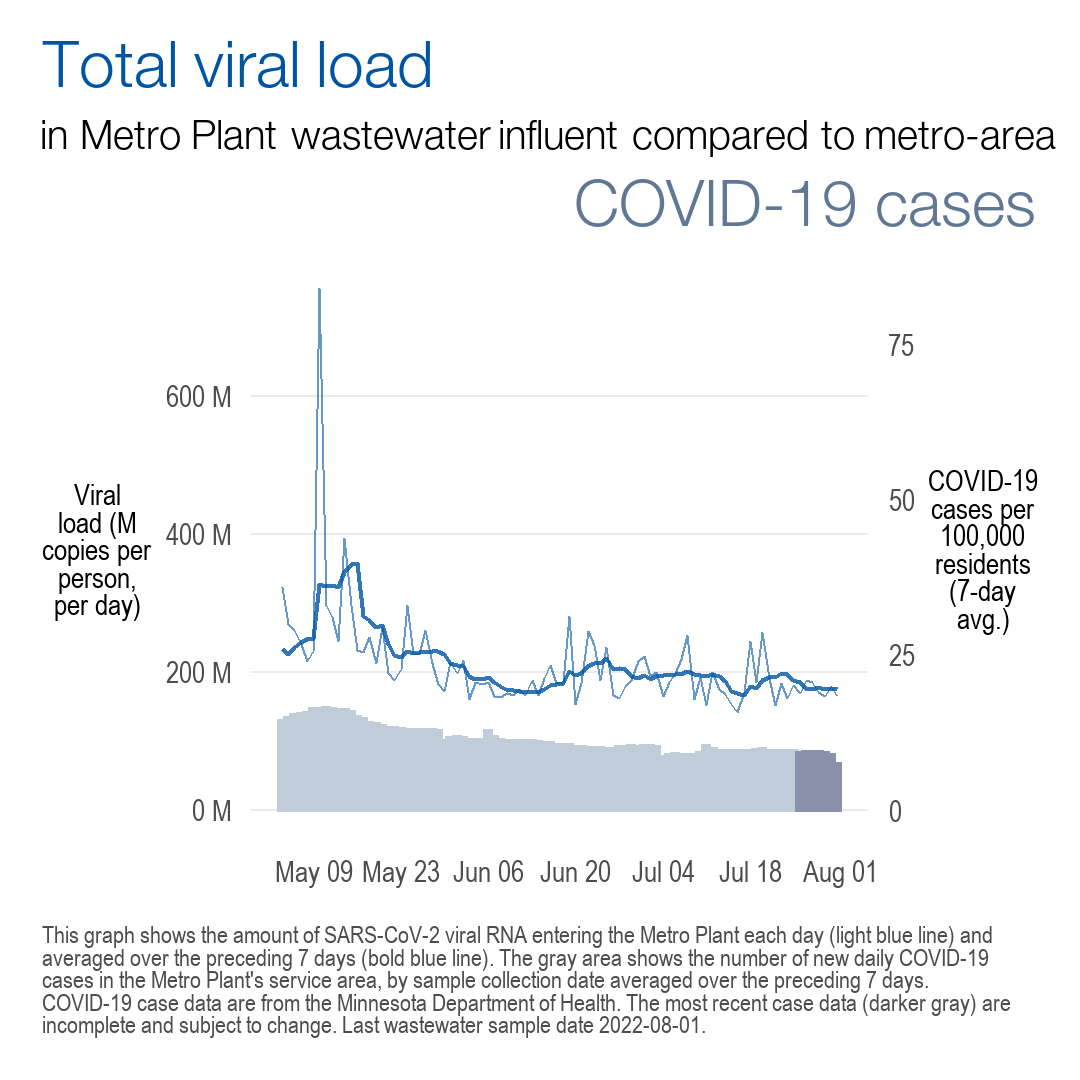 Total viral load
in Metro Plant wastewater influent compared to metro-area
COVID-19 cases
75
600 M
50
400 M
Viral
load (M
copies per
person,
per day)
COVID-19
cases per
100,000
residents
(7-day
avg.)
25
200 M
0 M
0
May 09 May 23 Jun 06 Jun 20 Jul 04 Jul 18 Aug 01
This graph shows the amount of SARS-CoV-2 viral RNA entering the Metro Plant each day (light blue line) and
averaged over the preceding 7 days (bold blue line). The gray area shows the number of new daily COVID-19
cases in the Metro Plant's service area, by sample collection date averaged over the preceding 7 days.
COVID-19 case data are from the Minnesota Department of Health. The most recent case data (darker gray) are
incomplete and subject to change. Last wastewater sample date 2022-08-01.